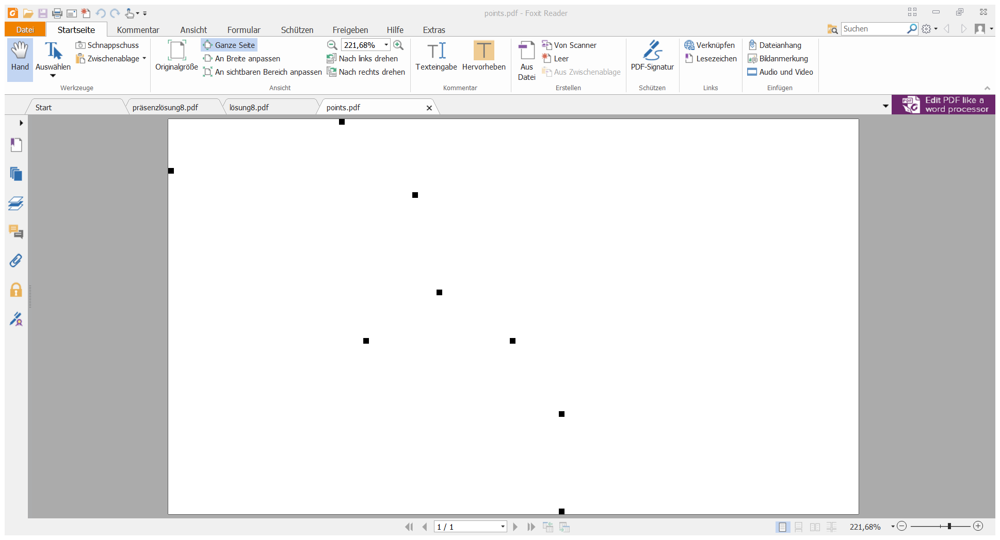 points.pdf - Foxit Reader
Datei Startseite Kommentar Ansicht Formular Schützen Freigeben Hilfe Extras Suchen
Hand
Auswählen
Schnappschuss
Zwischenablage
Werkzeuge
Originalgröße
Ganze Seite
An Breite anpassen
An sichtbaren Bereich anpassen
221,68%
Nach links drehen
Nach rechts drehen
Ansicht
Texteingabe
Hervorheben
Kommentar
Aus
Datei
Von Scanner
Leer
Aus Zwischenablage
Erstellen
PDF-Signatur
Schützen
Verknüpfen
Lesezeichen
Links
Dateianhang
Bildanmerkung
Audio und Video
Einfügen
Start präsenzlösung8.pdf lösung8.pdf points.pdf
PDF
Edit PDF like a
word processor
1 / 1
221,68%